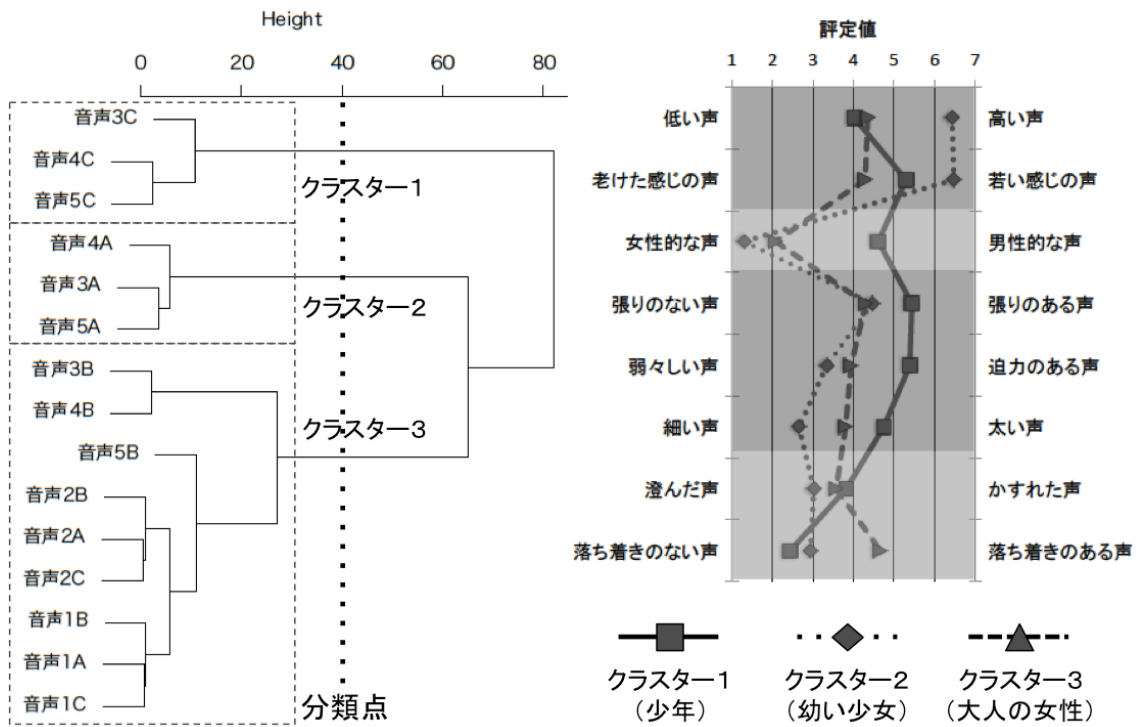 Height
0 20 40 60 80
音声3C
音声4C
音声5C
クラスター1
音声4A
音声3A
音声5A
クラスター2
音声3B
音声4B
クラスター3
音声5B
音声2B
音声2A
音声2C
音声1B
音声1A
音声1C
分類点
評定値
1 2 3 4 5 6 7
低い声 高い声
老けた感じの声 若い感じの声
女性的な声 男性的な声
張りのない声 張りのある声
弱々しい声 迫力のある声
細い声 太い声
澄んだ声 かすれた声
落ち着きのない声 落ち着きのある声
クラスター1 クラスター2 クラスター3
(少年) (幼い少女) (大人の女性)